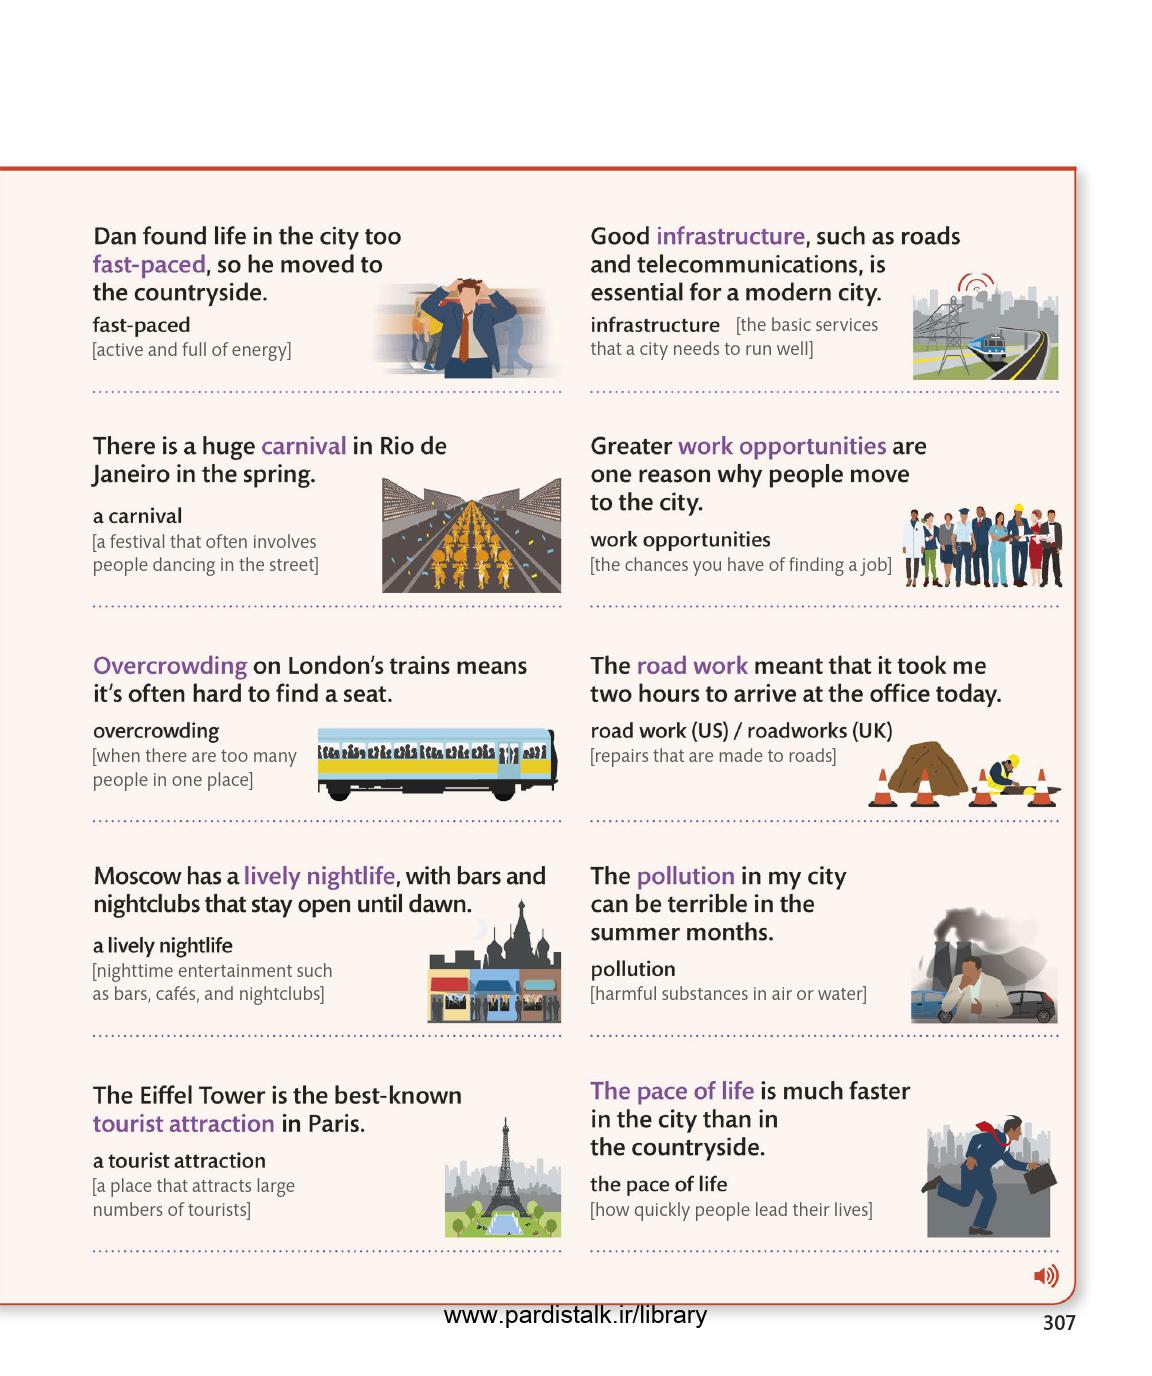 Dan found life in the city too
fast-paced, so he moved to
the countryside.
fast-paced
[active and full of energy]
There is a huge carnival in Rio de
Janeiro in the spring.
a carnival
[a festival that often involves
people dancing in the street]
Overcrowding on London's trains means
it's often hard to find a seat.
overcrowding
[when there are too many
people in one place]
Moscow has a lively nightlife, with bars and
nightclubs that stay open until dawn.
a lively nightlife
[nighttime entertainment such
as bars, cafés, and nightclubs]
The Eiffel Tower is the best-known
tourist attraction in Paris.
a tourist attraction
[a place that attracts large
numbers of tourists]
Good infrastructure, such as roads
and telecommunications, is
essential for a modern city.
infrastructure [the basic services
that a city needs to run well]
Greater work opportunities are
one reason why people move
to the city.
work opportunities
[the chances you have of finding a job]
The road work meant that it took me
two hours to arrive at the office today.
road work (US) / roadworks (UK)
[repairs that are made to roads]
The pollution in my city
can be terrible in the
summer months.
pollution
[harmful substances in air or water]
The pace of life is much faster
in the city than in
the countryside.
the pace of life
[how quickly people lead their lives]
www.pardistalk.ir/library
307